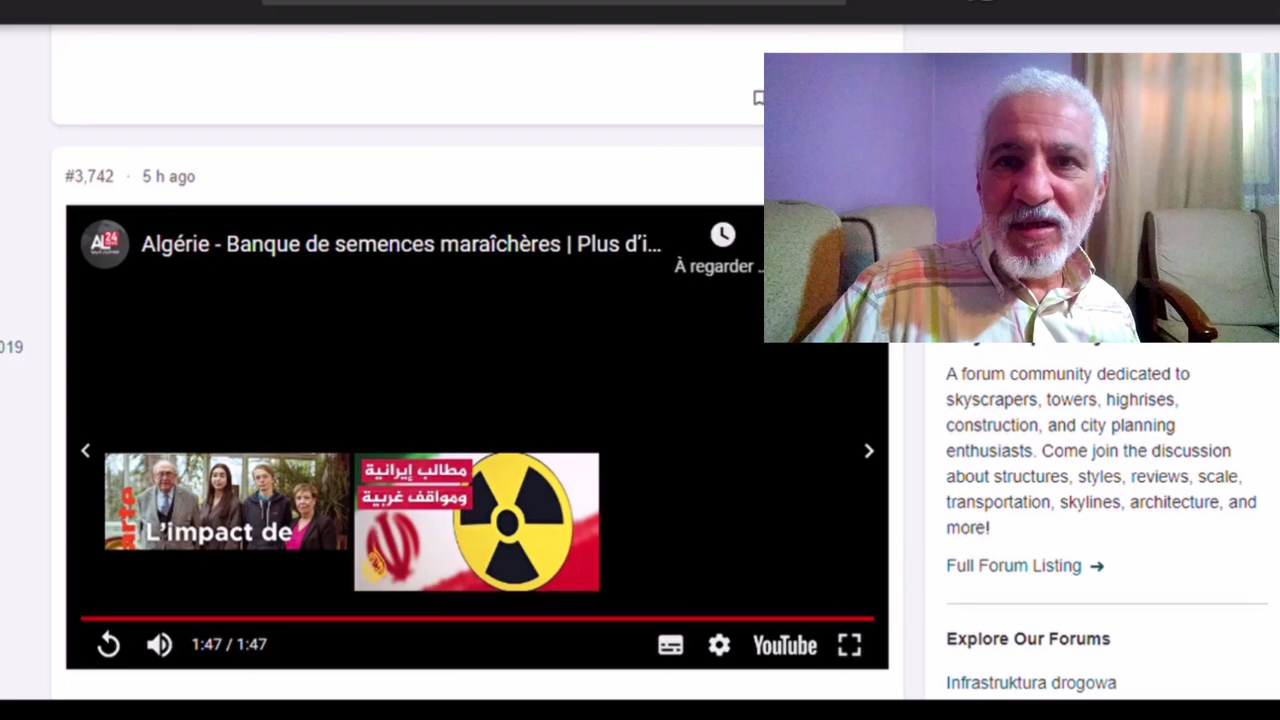 #3,742 · 5 h ago
AL24
Algérie - Banque de semences maraîchères | Plus d’i...
À regarder ..
019
A forum community dedicated to
skyscrapers, towers, highrises,
construction, and city planning
enthusiasts. Come join the discussion
about structures, styles, reviews, scale,
transportation, skylines, architecture, and
more!
Full Forum Listing →
arte
L’impact de
مطالب إيرانية
ومواقف غربية
1:47 / 1:47
YouTube
Explore Our Forums
Infrastruktura drogowa